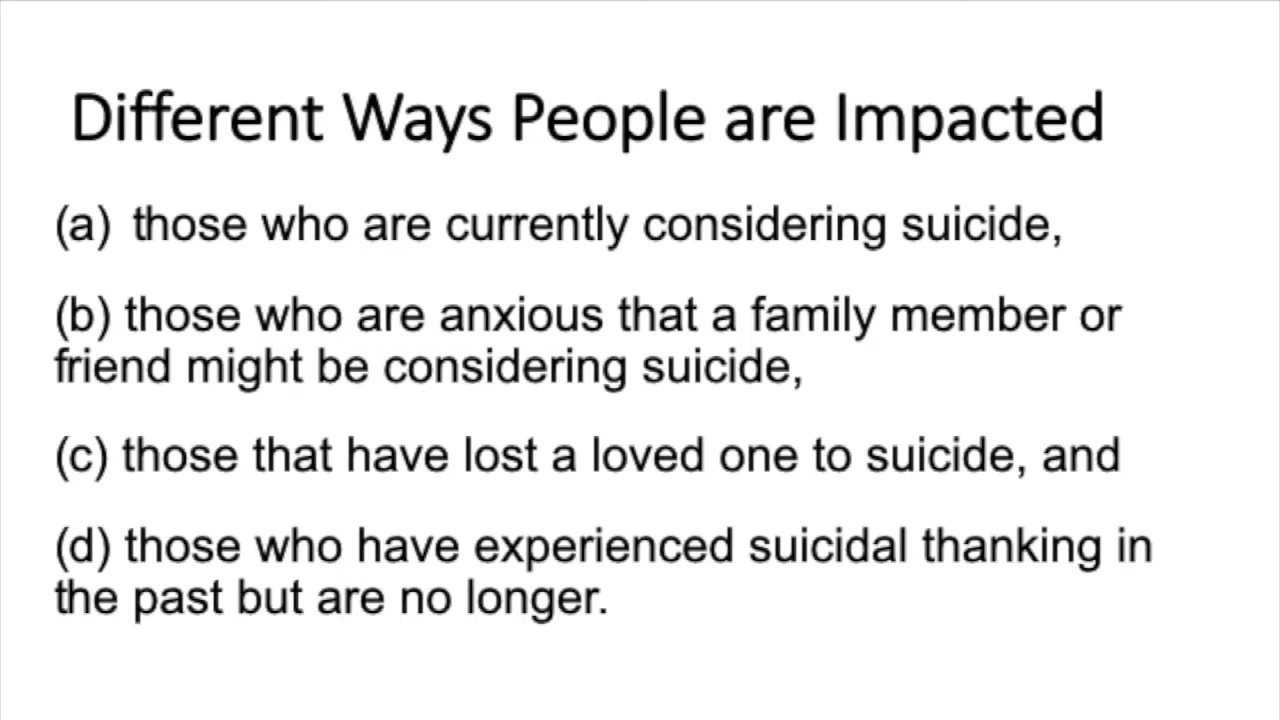 Different Ways People are Impacted
(a) those who are currently considering suicide,
(b) those who are anxious that a family member or
friend might be considering suicide,
(c) those that have lost a loved one to suicide, and
(d) those who have experienced suicidal thanking in
the past but are no longer.